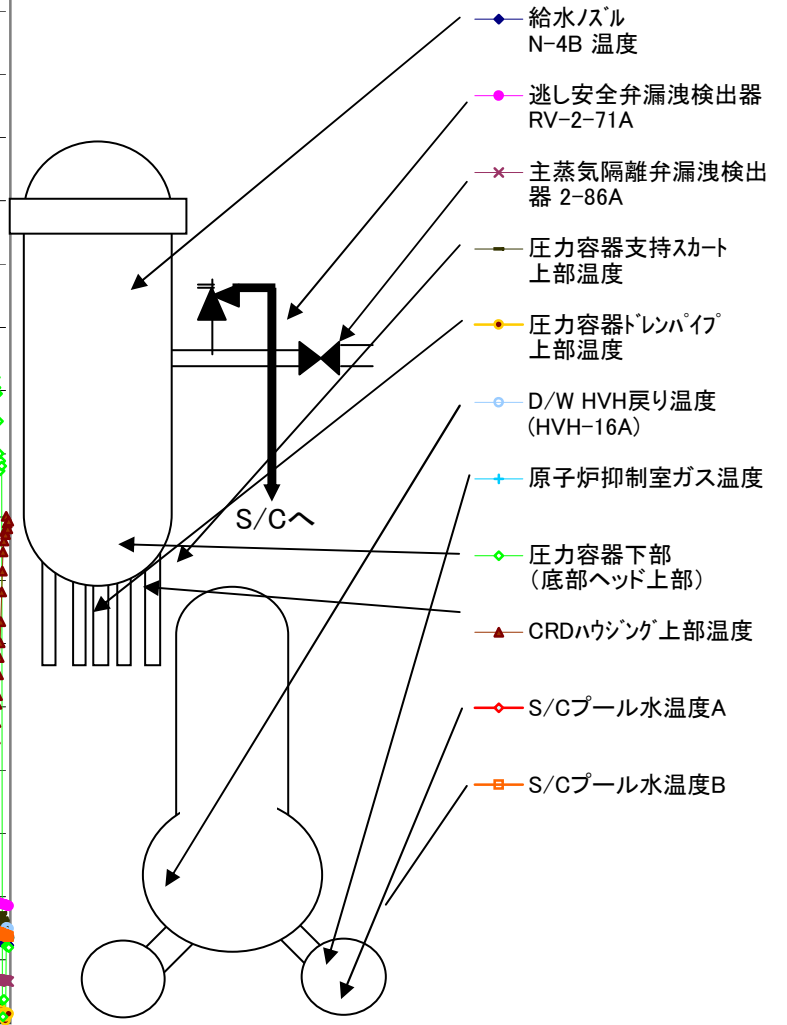 給水ノズル
N-4B 温度
逃し安全弁漏洩検出器
RV-2-71A
主蒸気隔離弁漏洩検出
器 2-86A
圧力容器支持スカート
上部温度
圧力容器ドレンパイプ
上部温度
D/W HVH戻り温度
(HVH-16A)
原子炉抑制室ガス温度
S/Cへ
圧力容器下部
(底部ヘッド上部)
CRDハウジング上部温度
S/Cプール水温度A
S/Cプール水温度B